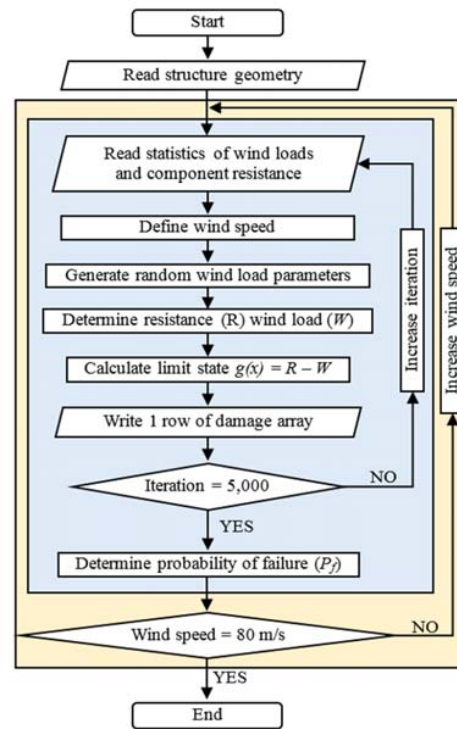 Start
Read structure geometry
Read statistics of wind loads
and component resistance
Define wind speed
Generate random wind load parameters
Determine resistance (R) wind load (W)
Calculate limit state g(x) = R – W
Write 1 row of damage array
Iteration = 5,000
NO
YES
Determine probability of failure (Pf)
Increase iteration
Increase wind speed
Wind speed = 80 m/s
NO
YES
End